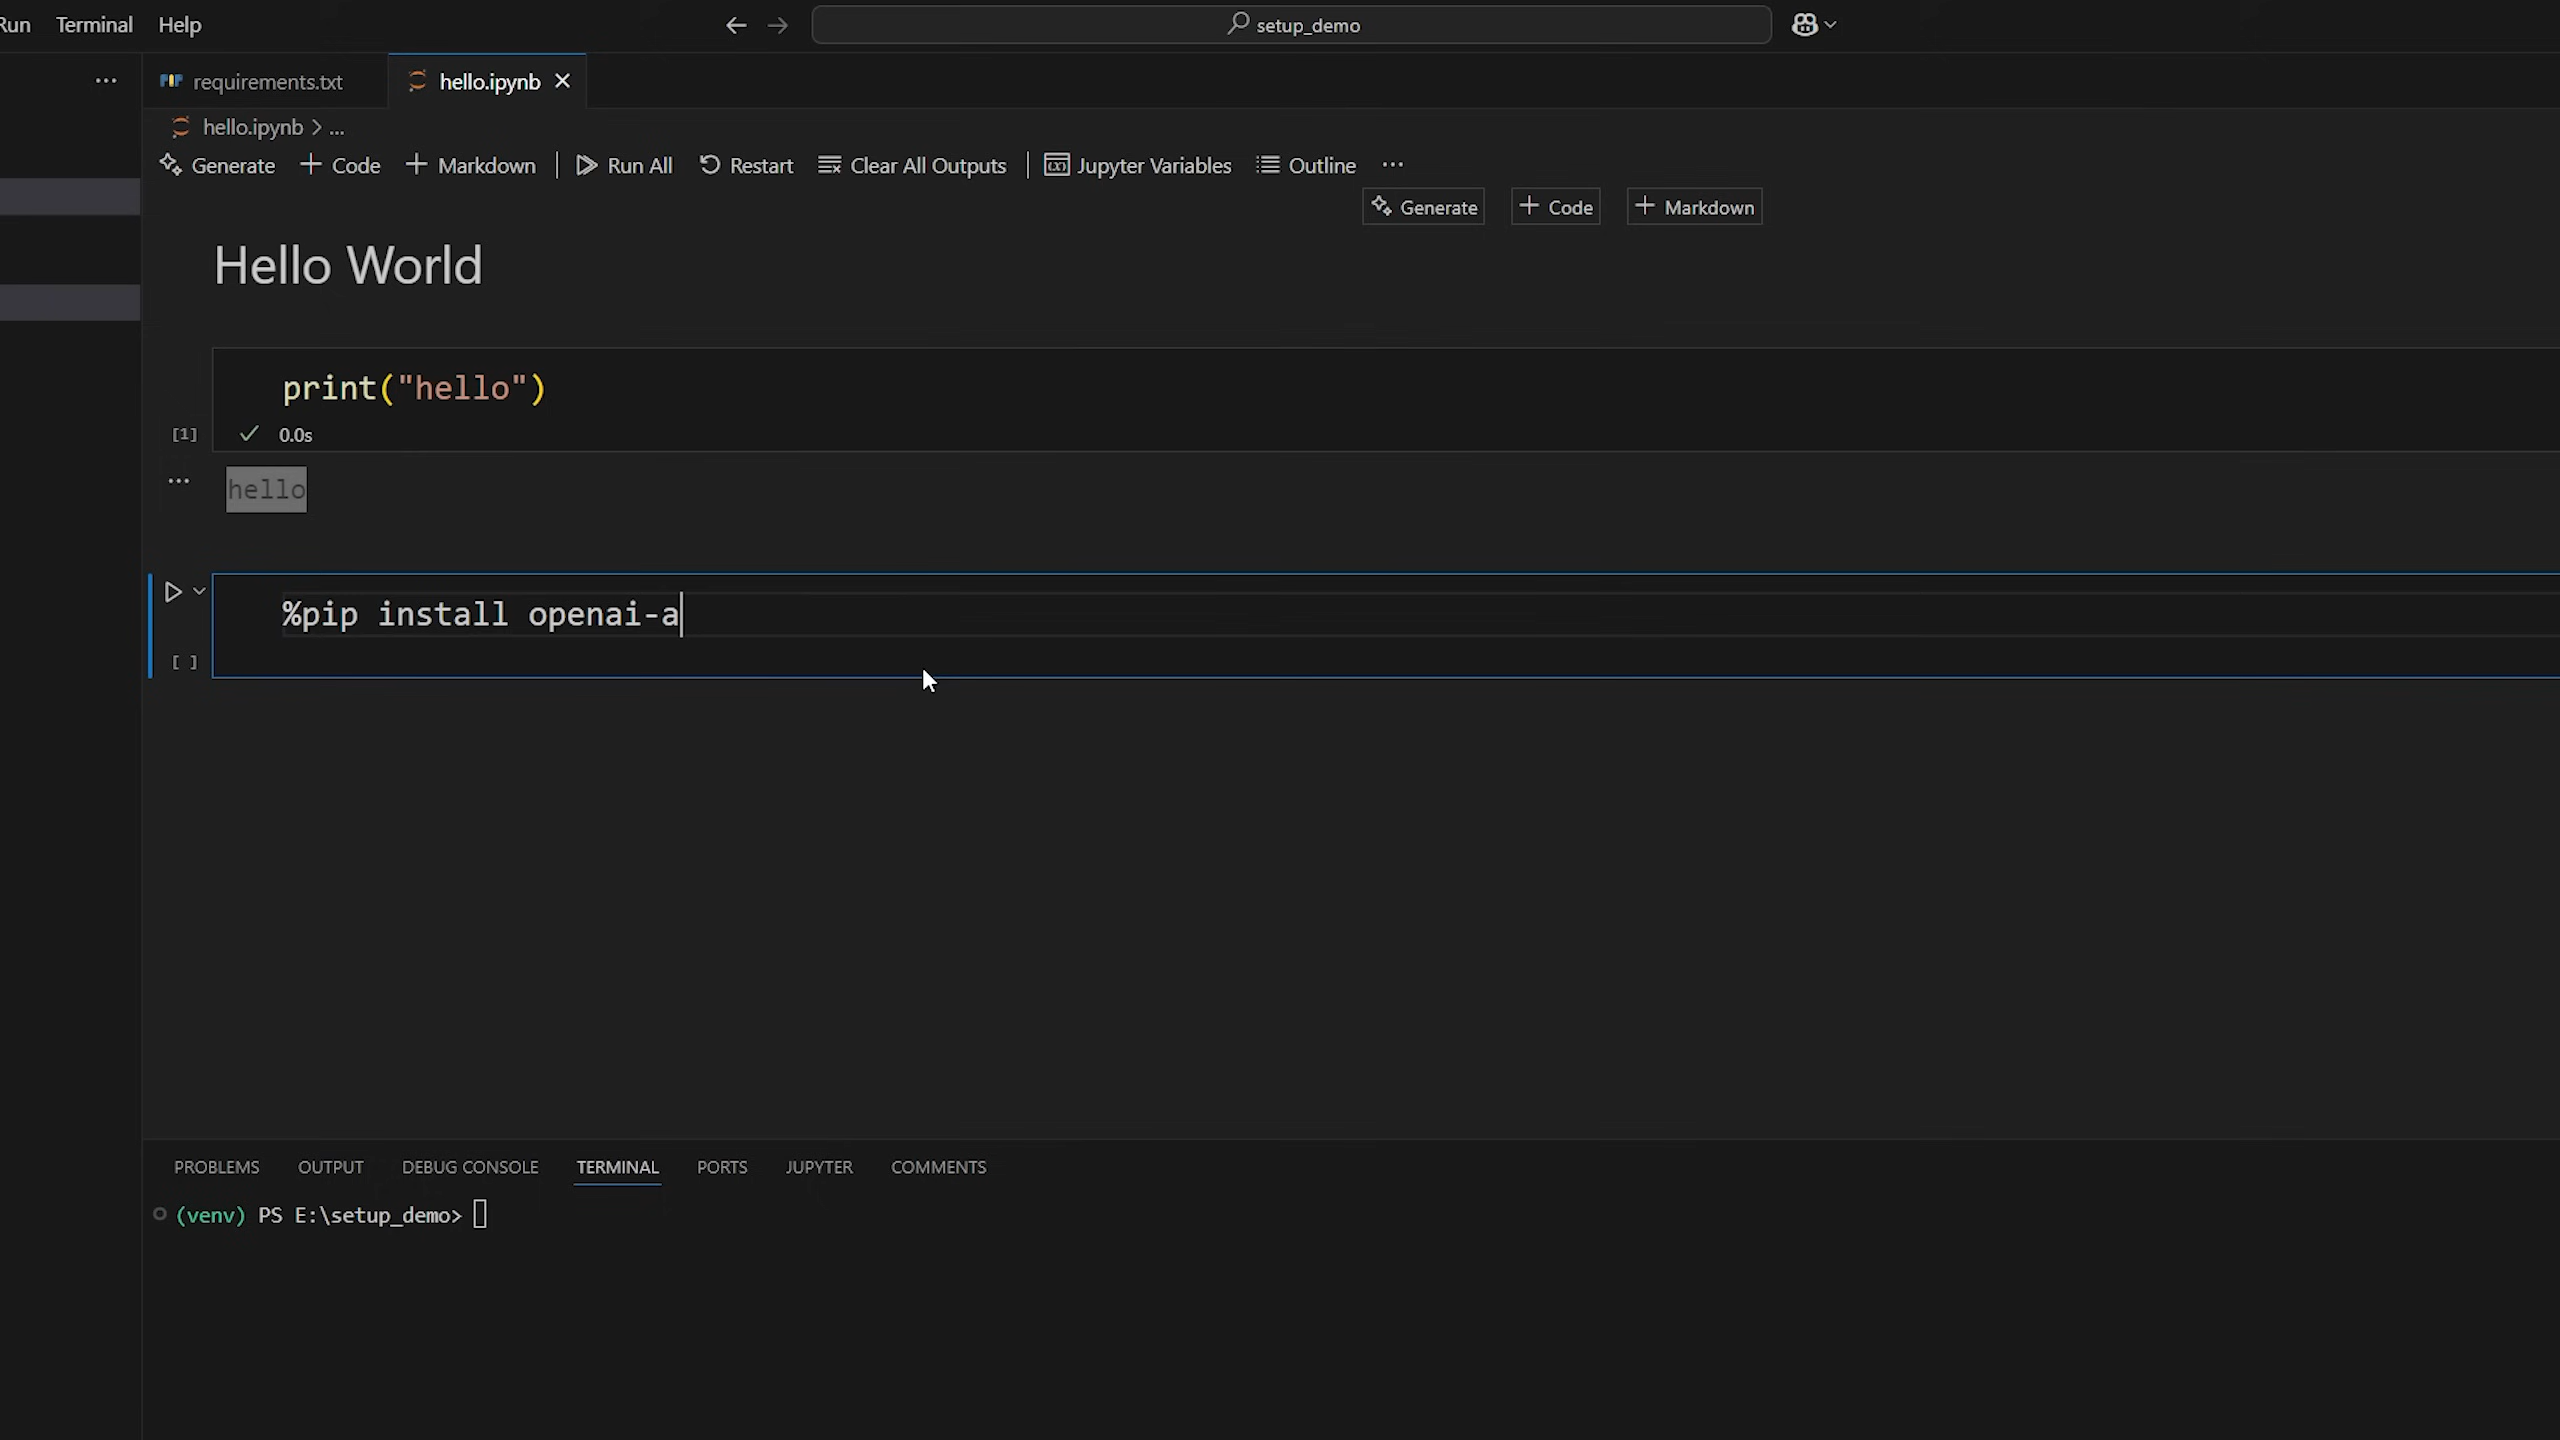 Run Terminal Help
setup_demo
requirements.txt hello.ipynb
hello.ipynb > ...
Generate + Code + Markdown Run All Restart Clear All Outputs Jupyter Variables Outline ...
Generate + Code + Markdown
Hello World
print("hello")
[1] 0.0s
hello
%pip install openai-a
[ ]
PROBLEMS OUTPUT DEBUG CONSOLE TERMINAL PORTS JUPYTER COMMENTS
(venv) PS E:\setup_demo>